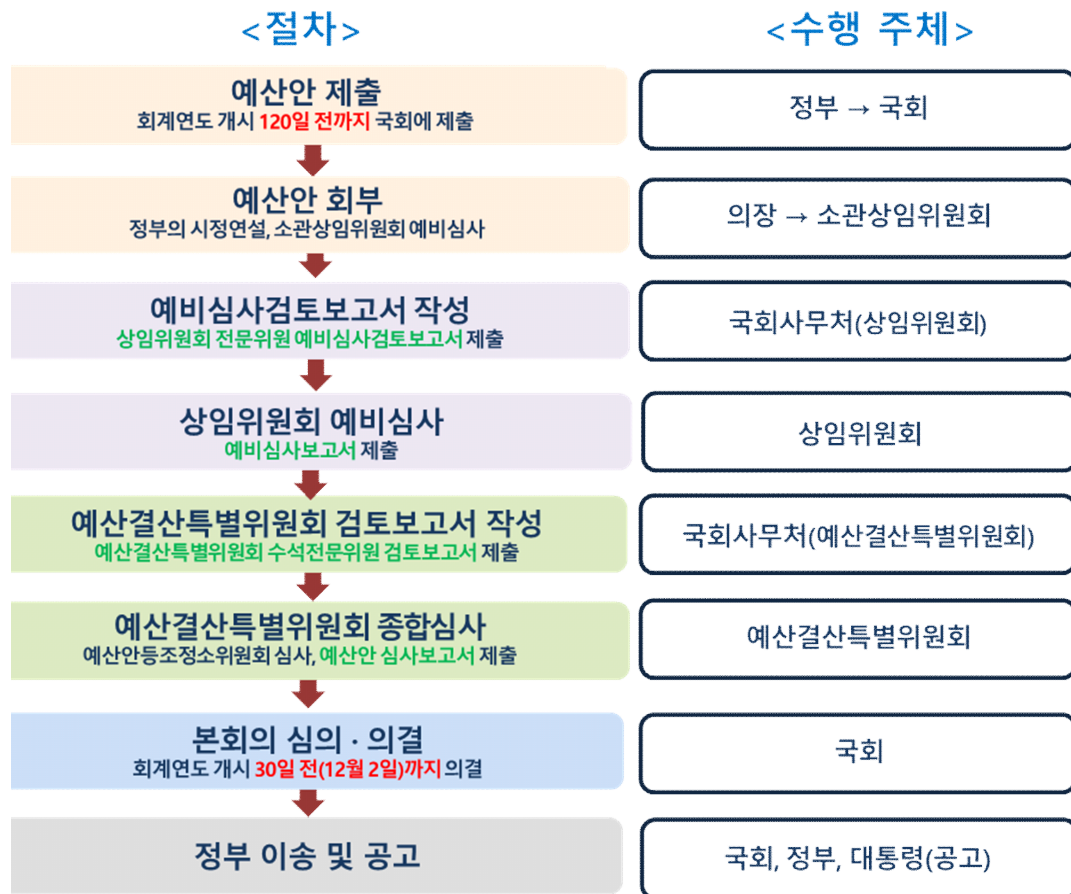 <절차>
<수행 주체>
예산안 제출
회계연도 개시 120일 전까지 국회에 제출
정부 → 국회
예산안 회부
정부의 시정연설, 소관상임위원회 예비심사
의장 → 소관상임위원회
예비심사검토보고서 작성
상임위원회 전문위원 예비심사검토보고서 제출
국회사무처(상임위원회)
상임위원회 예비심사
예비심사보고서 제출
상임위원회
예산결산특별위원회 검토보고서 작성
예산결산특별위원회 수석전문위원 검토보고서 제출
국회사무처(예산결산특별위원회)
예산결산특별위원회 종합심사
예산안등조정소위원회 심사, 예산안 심사보고서 제출
예산결산특별위원회
본회의 심의 · 의결
회계연도 개시 30일 전(12월 2일)까지 의결
국회
정부 이송 및 공고
국회, 정부, 대통령(공고)